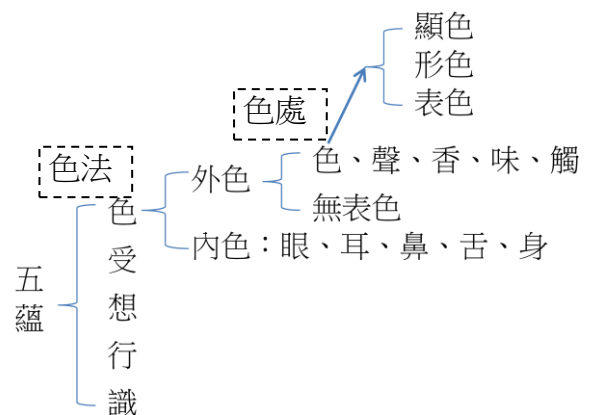 顯色
形色
表色
色處
色法
外色
色、聲、香、味、觸
無表色
內色：眼、耳、鼻、舌、身
五蘊
色
受
想
行
識